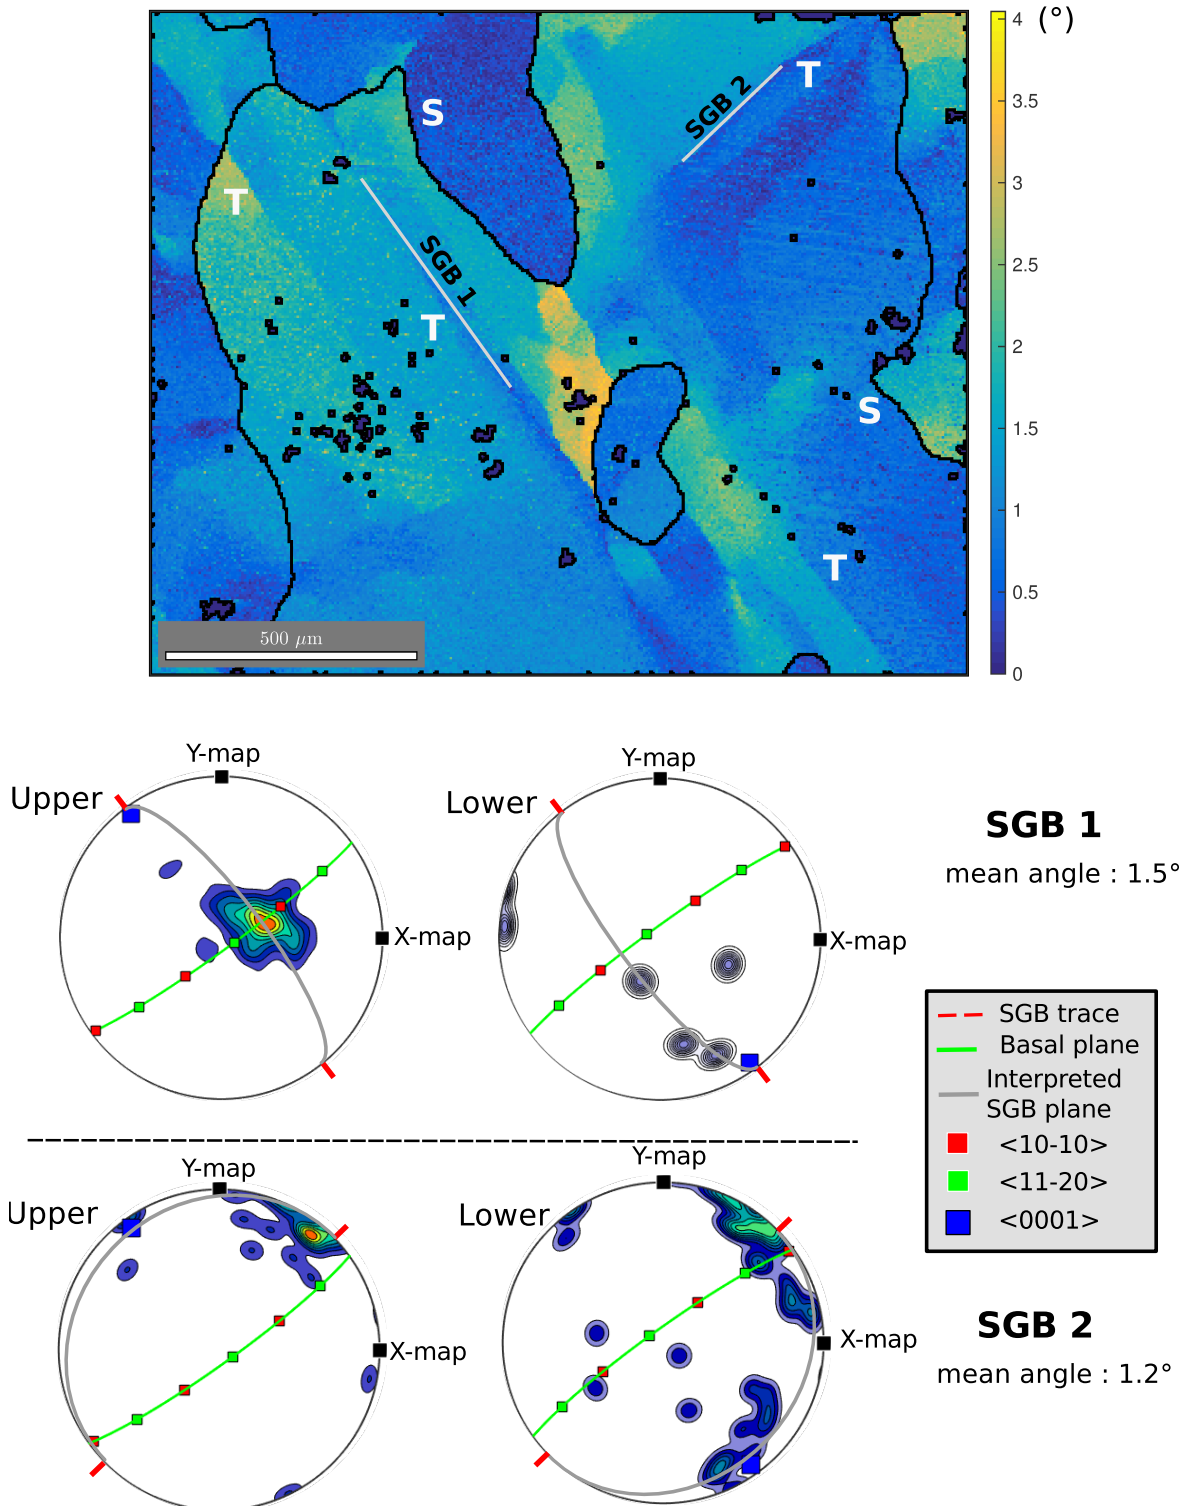 4 (°)
3.5
3
2.5
2
1.5
1
0.5
0
T
SGB 2
S
T
SGB 1
T
S
T
500 µm
Y-map
Upper
X-map
Y-map
Lower
X-map
SGB 1
mean angle : 1.5°
SGB trace
Basal plane
Interpreted
SGB plane
<10-10>
<11-20>
<0001>
Y-map
Upper
X-map
Y-map
Lower
X-map
SGB 2
mean angle : 1.2°